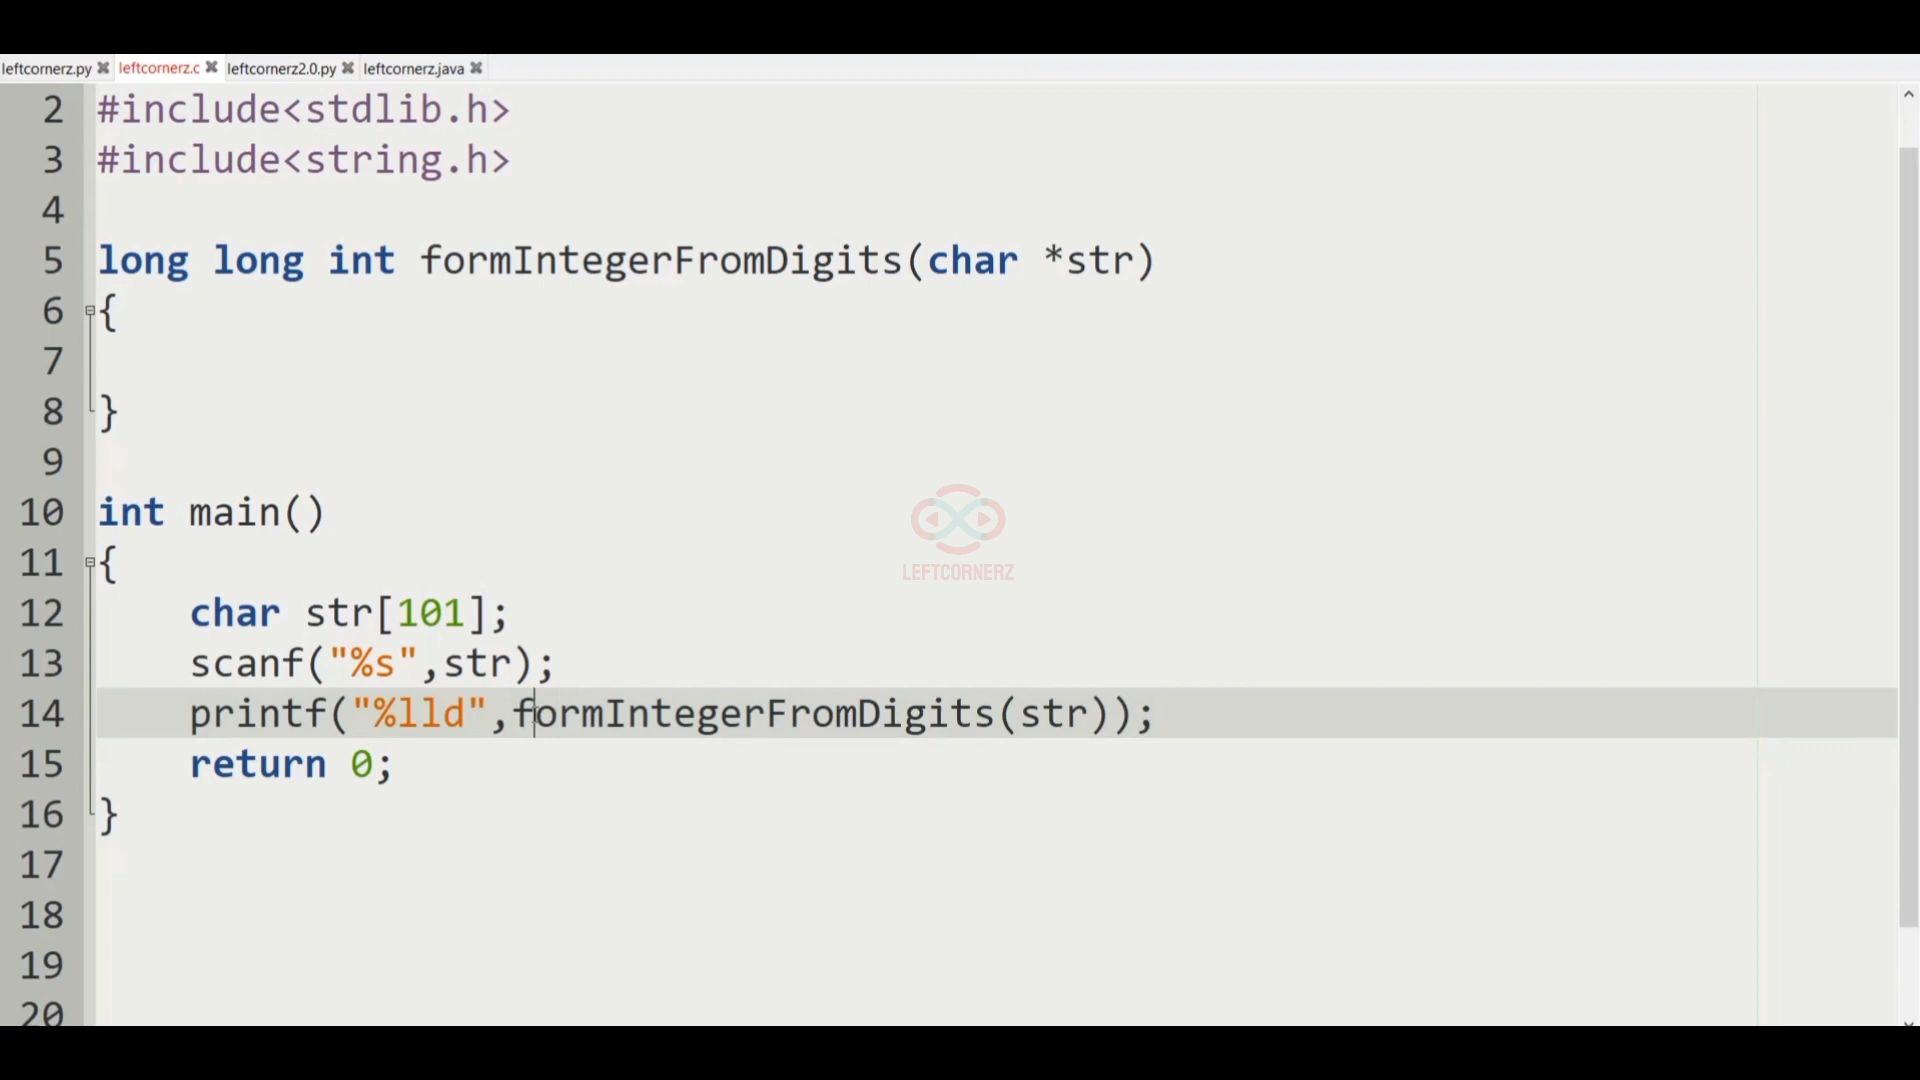 leftcornerz.py leftcornerz.c leftcornerz2.0.py leftcornerz.java
2 #include<stdlib.h>
3 #include<string.h>
4
5 long long int formIntegerFromDigits(char *str)
6 {
7
8 }
9
10 int main()
11 {
12 char str[101];
13 scanf("%s",str);
14 printf("%lld",formIntegerFromDigits(str));
15 return 0;
16 }
17
18
19
20
LEFTCORNERZ